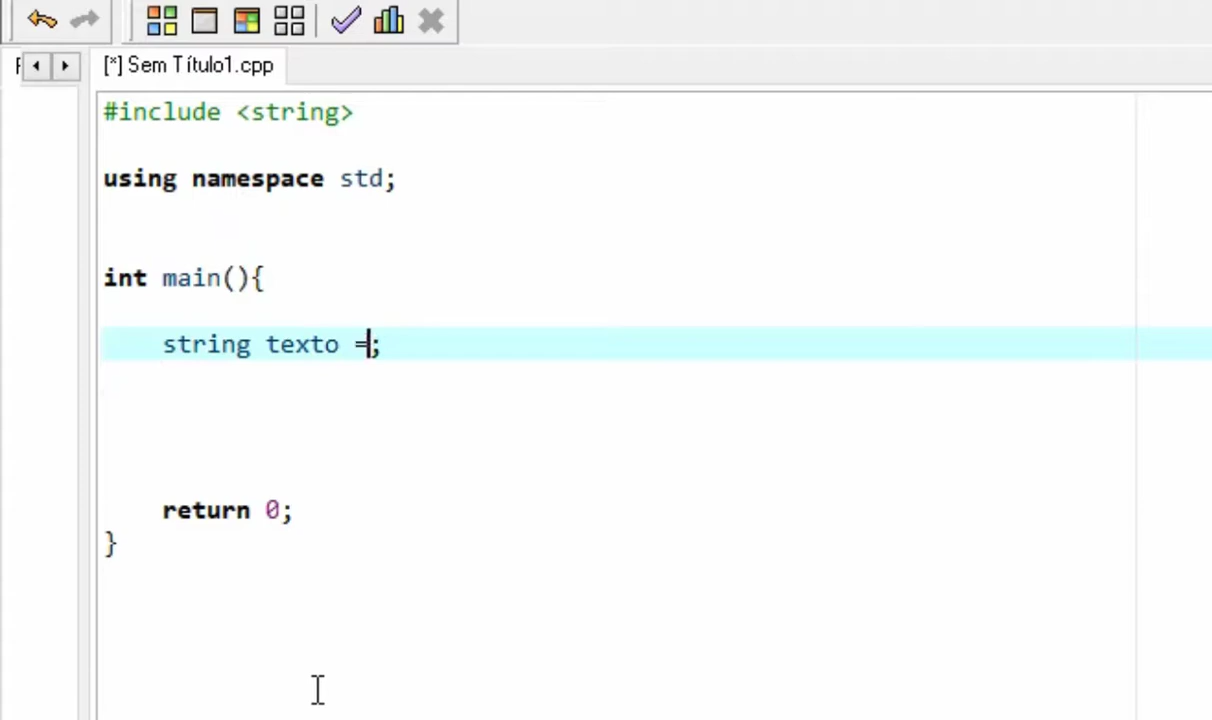 [*] Sem Título1.cpp
#include <string>
using namespace std;
int main(){
string texto =;
return 0;
}